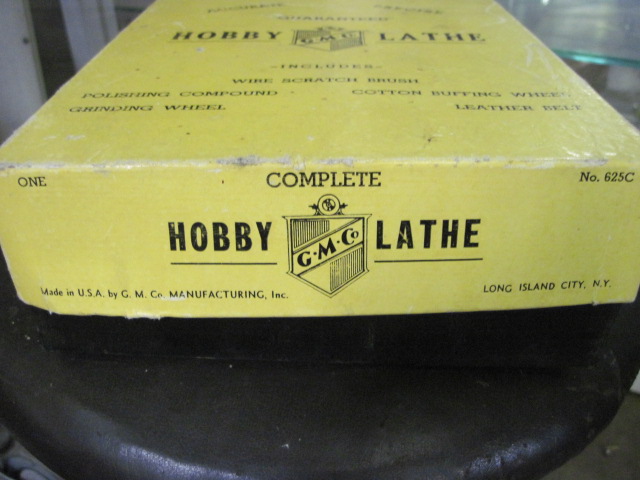 GUARANTEED
HOBBY G.M.Co LATHE
-INCLUDES-
WIRE SCRATCH BRUSH
POLISHING COMPOUND · COTTON BUFFING WHEEL
GRINDING WHEEL LEATHER BELT
ONE COMPLETE No. 625C
HOBBY G·M·Co LATHE
Made in U.S.A. by G. M. Co. MANUFACTURING, Inc. LONG ISLAND CITY, N.Y.